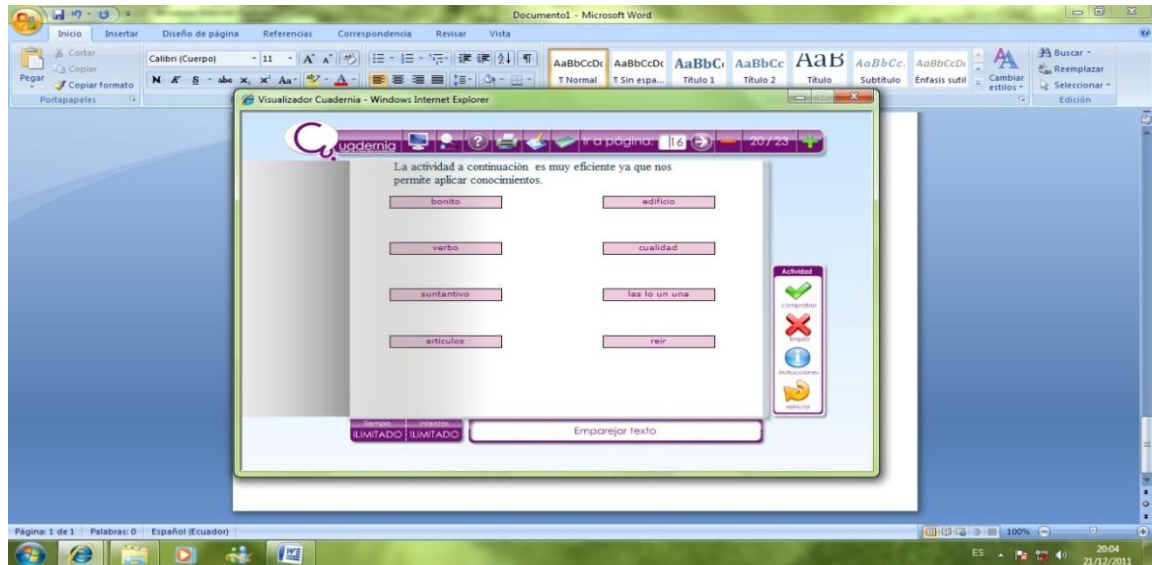 Documento1 - Microsoft Word
Inicio Insertar Diseño de página Referencias Correspondencia Revisar Vista
Pegar
Cortar
Copiar
Copiar formato
Portapapeles
Calibri (Cuerpo) 11
N K S abc x, x' Aa A
AaBbCcDc AaBbCcDc AaBbC AaBbCc AaB AaBbCc. AaBbCcDc
¶ Normal ¶ Sin espa... Título 1 Título 2 Título Subtítulo Énfasis sutil
Cambiar estilos
Buscar
Reemplazar
Seleccionar
Edición
Visualizador Cuadernia - Windows Internet Explorer
Cuadernia Ir a página: 16 20/23
La actividad a continuación es muy eficiente ya que nos
permite aplicar conocimientos.
bonito edificio
verbo cualidad
suntantivo las lo un una
articulos reir
Actividad
comprobar
limpiar
instrucciones
reiniciar
Tiempo Intentos
ILIMITADO ILIMITADO
Emparejar texto
Página: 1 de 1 Palabras: 0 Español (Ecuador) 100%
ES 20:04
21/12/2011